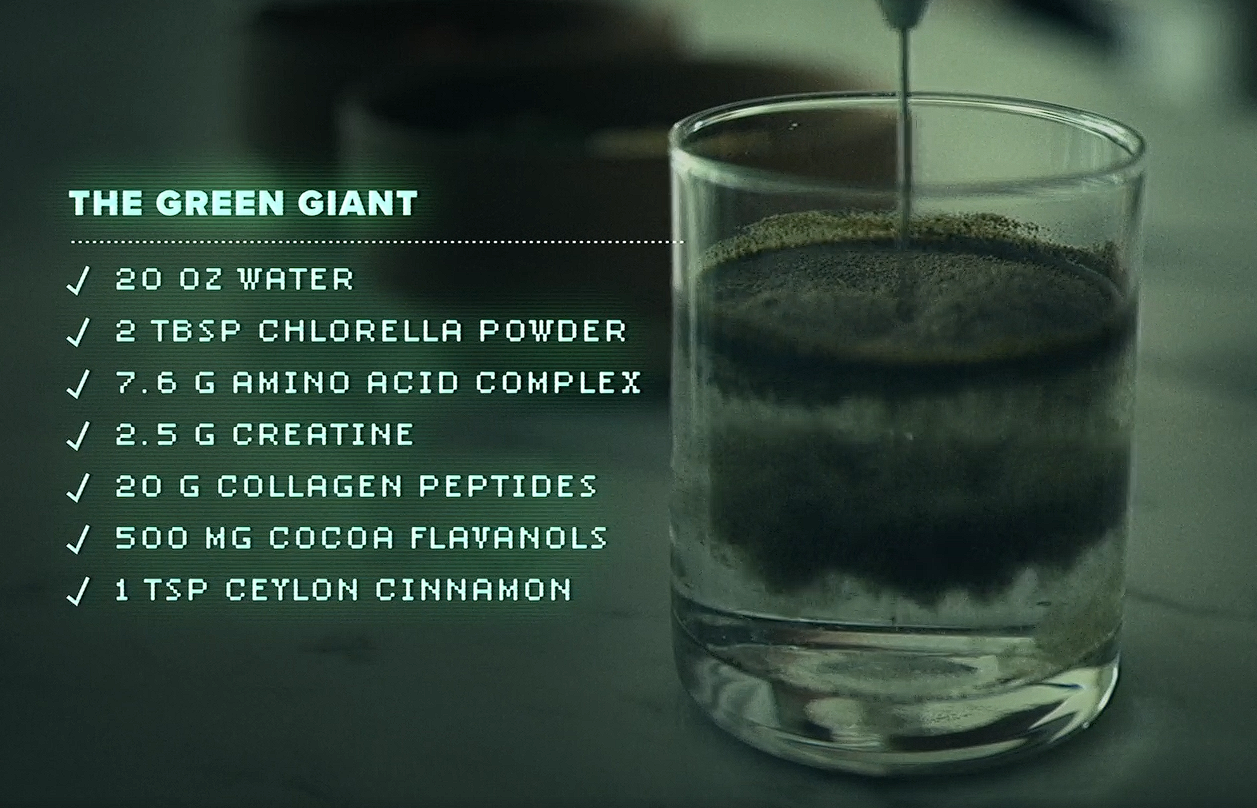 THE GREEN GIANT
✓ 20 OZ WATER
✓ 2 TBSP CHLORELLA POWDER
✓ 7.6 G AMINO ACID COMPLEX
✓ 2.5 G CREATINE
✓ 20 G COLLAGEN PEPTIDES
✓ 500 MG COCOA FLAVANOLS
✓ 1 TSP CEYLON CINNAMON